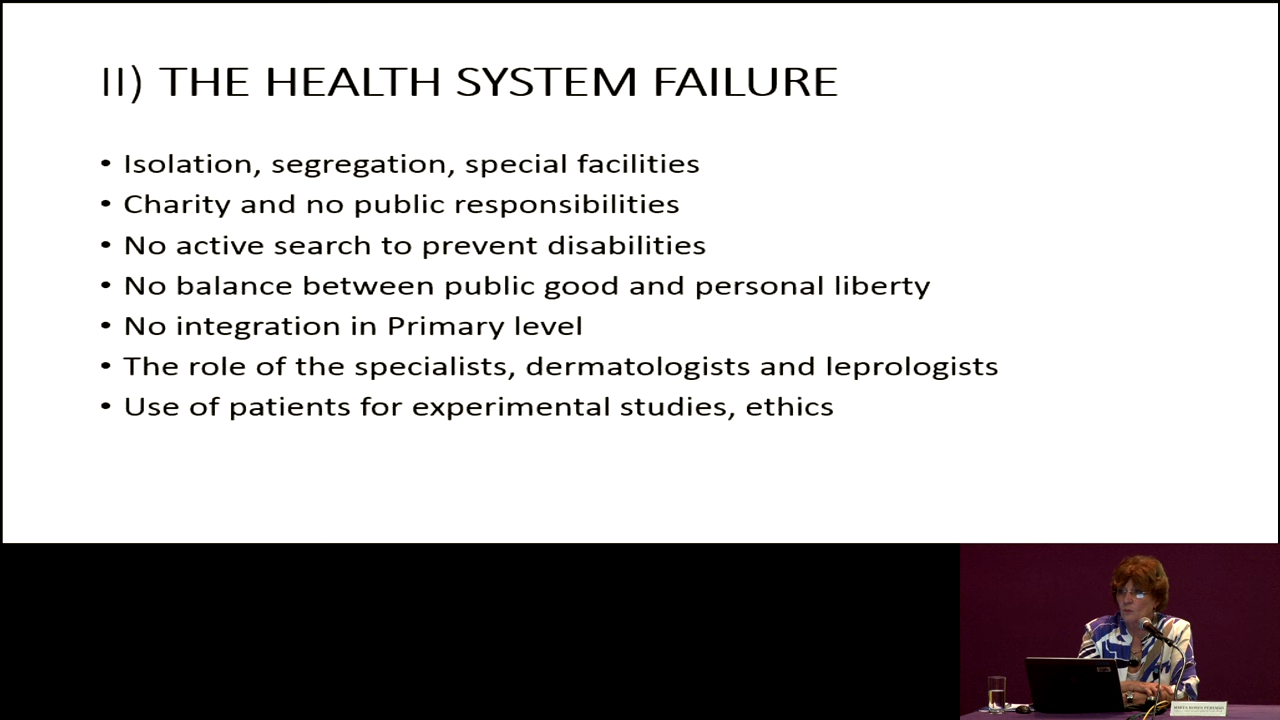 II) THE HEALTH SYSTEM FAILURE
• Isolation, segregation, special facilities
• Charity and no public responsibilities
• No active search to prevent disabilities
• No balance between public good and personal liberty
• No integration in Primary level
• The role of the specialists, dermatologists and leprologists
• Use of patients for experimental studies, ethics